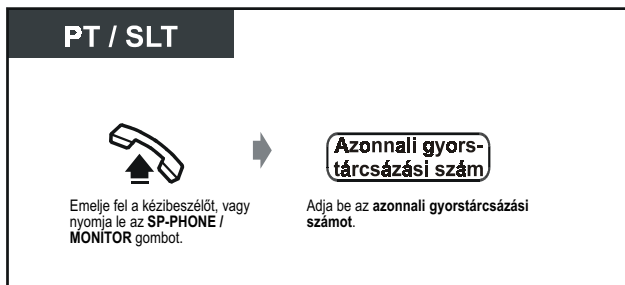 PT / SLT
Azonnali gyors-
tárcsázási szám
Emelje fel a kézibeszélőt, vagy
nyomja le az SP-PHONE /
MONITOR gombot.
Adja be az azonnali gyorstárcsázási
számot.